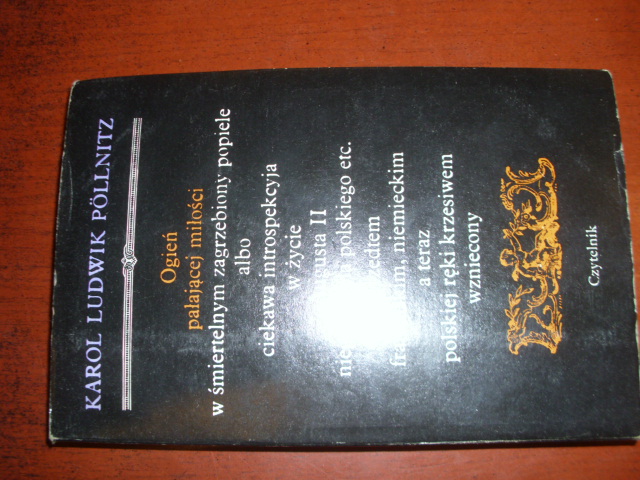 KAROL LUDWIK PÖLLNITZ
Ogień
pałającej miłości
w śmiertelnym zagrzebiony popiele
albo
ciekawa introspekcyja
w życie
II
polskiego etc.
niemieckim
a teraz
polskiej ręki krzesiwem
wzniecony
Czytelnik